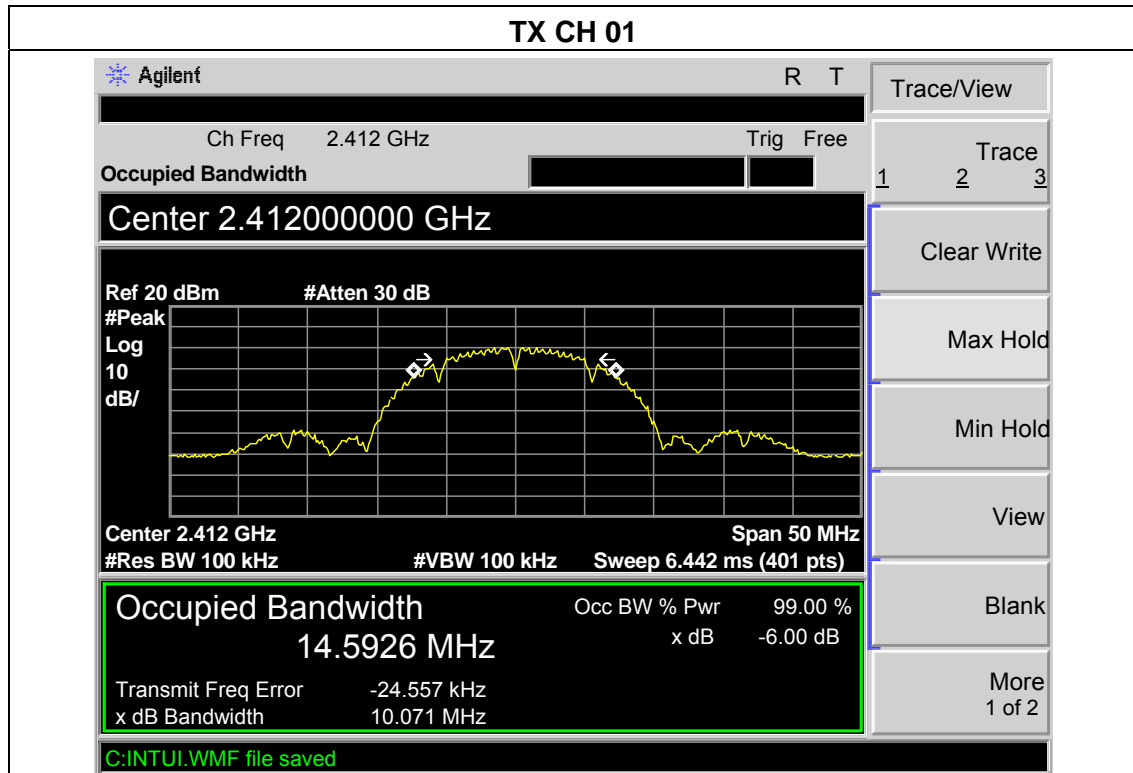 TX CH 01
Agilent R T
Trace/View
Ch Freq 2.412 GHz Trig Free
Occupied Bandwidth
Trace
1 2 3
Center 2.412000000 GHz
Clear Write
Ref 20 dBm #Atten 30 dB
#Peak
Log
10
dB/
Max Hold
Min Hold
View
Center 2.412 GHz Span 50 MHz
#Res BW 100 kHz #VBW 100 kHz Sweep 6.442 ms (401 pts)
Occupied Bandwidth Occ BW % Pwr 99.00 %
14.5926 MHz x dB -6.00 dB
Blank
Transmit Freq Error -24.557 kHz
x dB Bandwidth 10.071 MHz
More
1 of 2
C:INTUI.WMF file saved